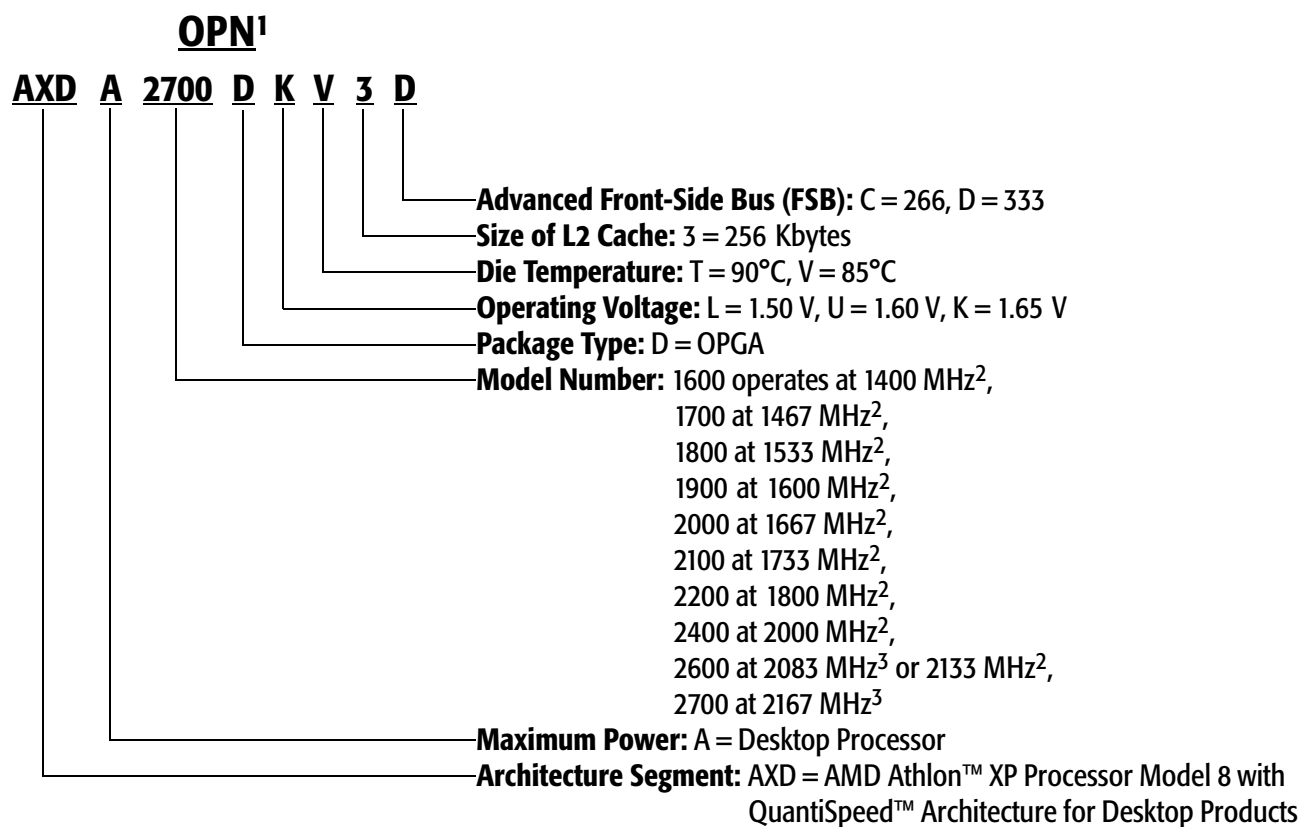 OPN1
AXD A 2700 D K V 3 D
Advanced Front-Side Bus (FSB): C = 266, D = 333
Size of L2 Cache: 3 = 256 Kbytes
Die Temperature: T = 90°C, V = 85°C
Operating Voltage: L = 1.50 V, U = 1.60 V, K = 1.65 V
Package Type: D = OPGA
Model Number: 1600 operates at 1400 MHz2,
1700 at 1467 MHz2,
1800 at 1533 MHz2,
1900 at 1600 MHz2,
2000 at 1667 MHz2,
2100 at 1733 MHz2,
2200 at 1800 MHz2,
2400 at 2000 MHz2,
2600 at 2083 MHz3 or 2133 MHz2,
2700 at 2167 MHz3
Maximum Power: A = Desktop Processor
Architecture Segment: AXD = AMD Athlon™ XP Processor Model 8 with
QuantiSpeed™ Architecture for Desktop Products